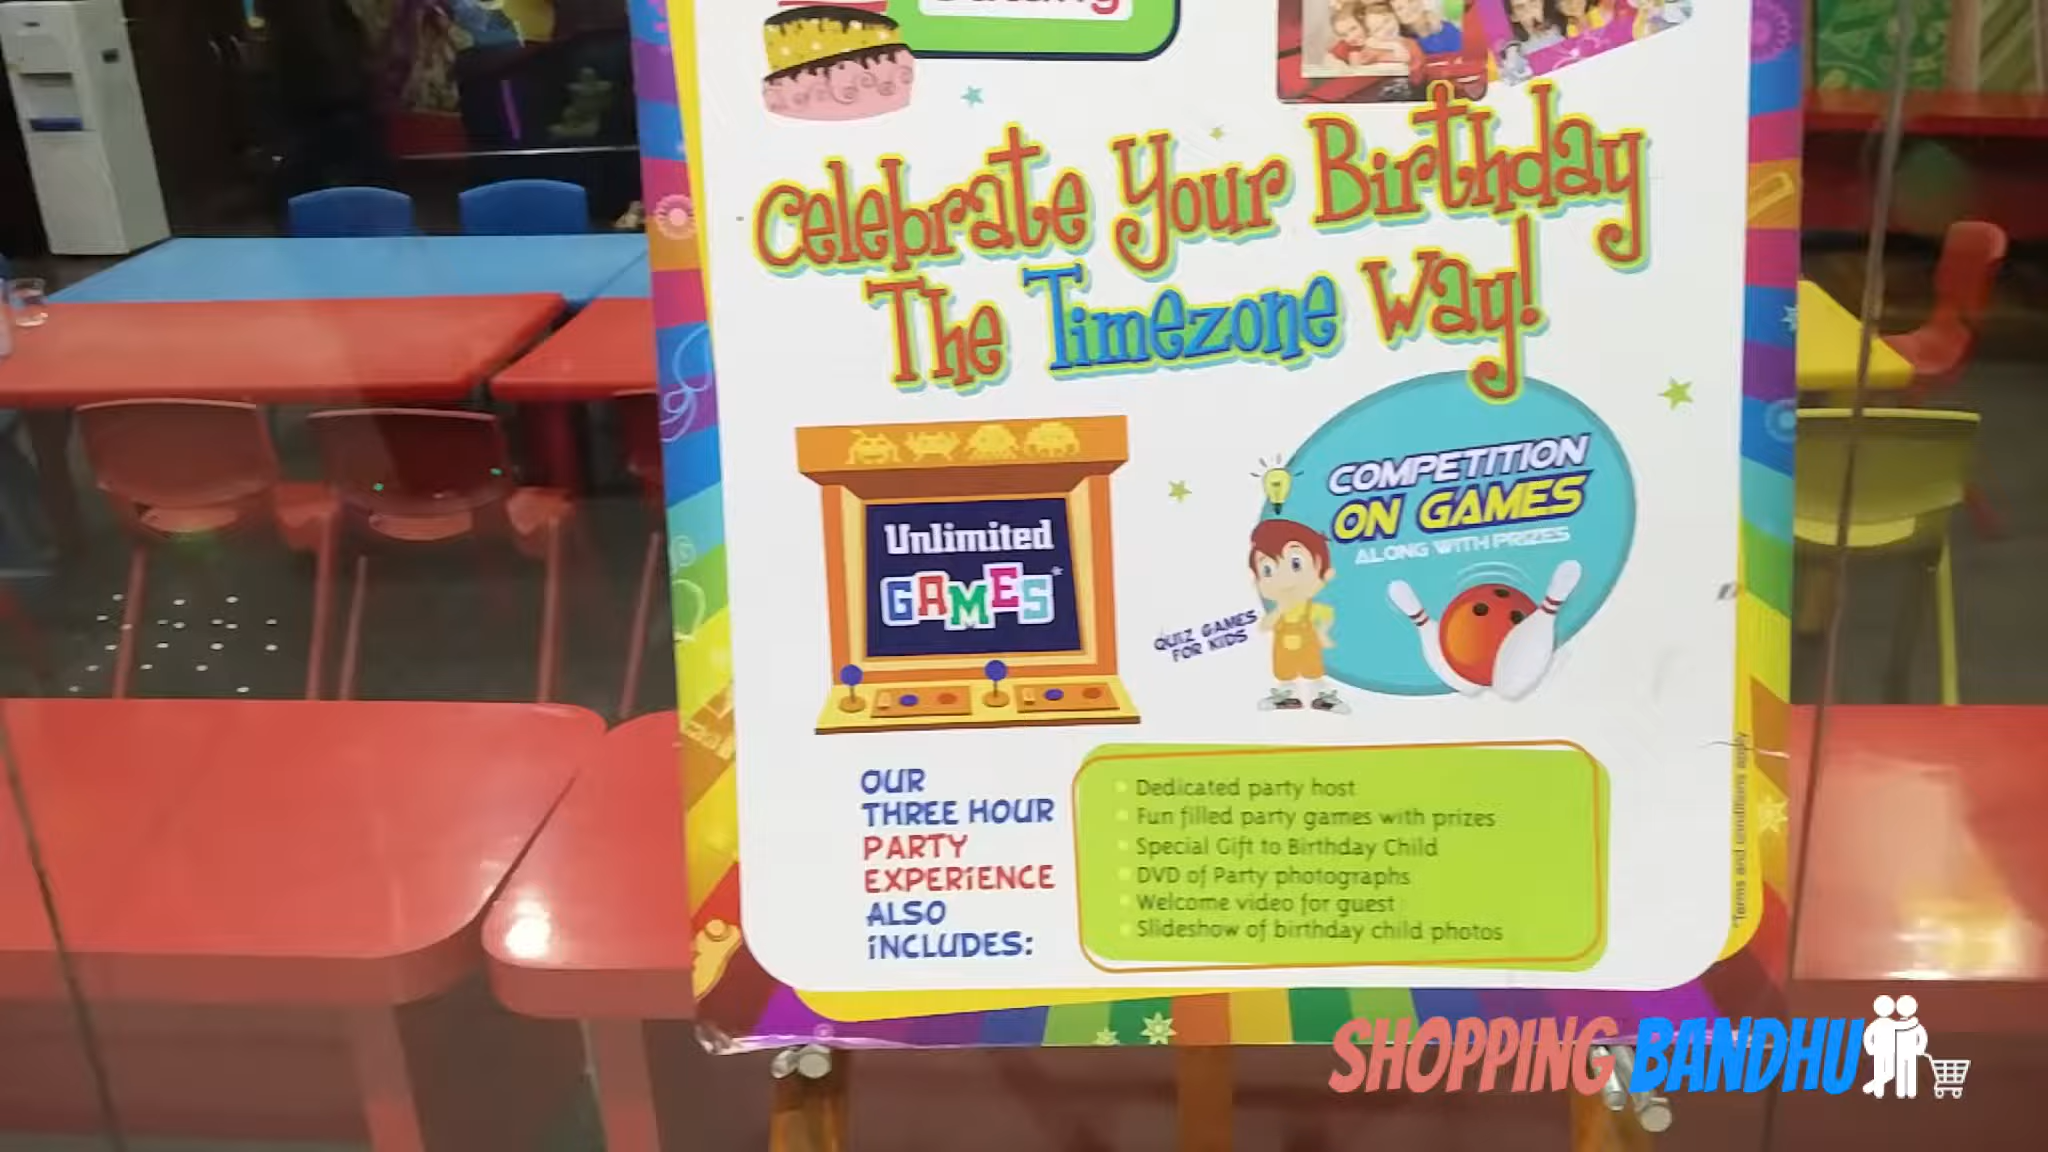 Celebrate Your Birthday
The Timezone Way!
Unlimited
GAMES*
COMPETITION
ON GAMES
ALONG WITH PRIZES
QUIZ GAMES
FOR KIDS
OUR
THREE HOUR
PARTY
EXPERiENCE
ALSO
iNCLUDES:
Dedicated party host
Fun filled party games with prizes
Special Gift to Birthday Child
DVD of Party photographs
Welcome video for guest
Slideshow of birthday child photos
*Terms and conditions apply
SHOPPING BANDHU